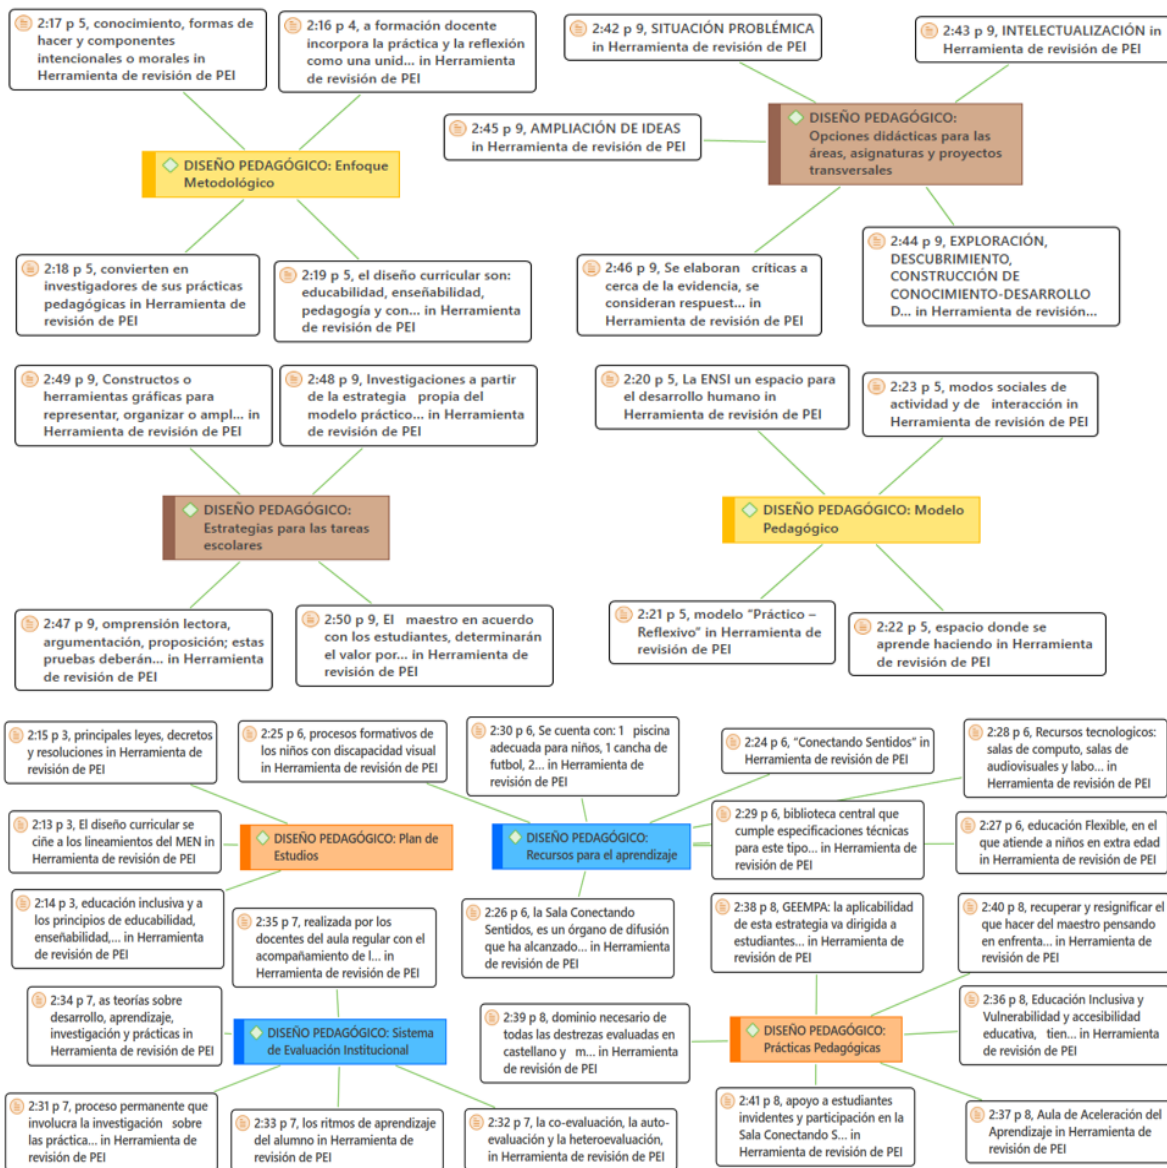 2:17 p 5, conocimiento, formas de
hacer y componentes
intencionales o morales in
Herramienta de revisión de PEI
2:16 p 4, a formación docente
incorpora la práctica y la reflexión
como una unid... in Herramienta
de revisión de PEI
2:42 p 9, SITUACIÓN PROBLÉMICA
in Herramienta de revisión de PEI
2:43 p 9, INTELECTUALIZACIÓN in
Herramienta de revisión de PEI
2:45 p 9, AMPLIACIÓN DE IDEAS
in Herramienta de revisión de PEI
DISEÑO PEDAGÓGICO:
Opciones didácticas para las
áreas, asignaturas y proyectos
transversales
DISEÑO PEDAGÓGICO: Enfoque
Metodológico
2:18 p 5, convierten en
investigadores de sus prácticas
pedagógicas in Herramienta de
revisión de PEI
2:19 p 5, el diseño curricular son:
educabilidad, enseñabilidad,
pedagogía y con... in Herramienta
de revisión de PEI
2:46 p 9, Se elaboran críticas a
cerca de la evidencia, se
consideran respuest... in
Herramienta de revisión de PEI
2:44 p 9, EXPLORACIÓN,
DESCUBRIMIENTO,
CONSTRUCCIÓN DE
CONOCIMIENTO-DESARROLLO
D... in Herramienta de revisión...
2:49 p 9, Constructos o
herramientas gráficas para
representar, organizar o ampl... in
Herramienta de revisión de PEI
2:48 p 9, Investigaciones a partir
de la estrategia propia del
modelo práctico... in Herramienta
de revisión de PEI
2:20 p 5, La ENSI un espacio para
el desarrollo humano in
Herramienta de revisión de PEI
2:23 p 5, modos sociales de
actividad y de interacción in
Herramienta de revisión de PEI
DISEÑO PEDAGÓGICO:
Estrategias para las tareas
escolares
DISEÑO PEDAGÓGICO: Modelo
Pedagógico
2:47 p 9, omprensión lectora,
argumentación, proposición; estas
pruebas deberán... in Herramienta
de revisión de PEI
2:50 p 9, El maestro en acuerdo
con los estudiantes, determinarán
el valor por... in Herramienta de
revisión de PEI
2:21 p 5, modelo "Práctico –
Reflexivo" in Herramienta de
revisión de PEI
2:22 p 5, espacio donde se
aprende haciendo in Herramienta
de revisión de PEI
2:15 p 3, principales leyes, decretos
y resoluciones in Herramienta de
revisión de PEI
2:25 p 6, procesos formativos de
los niños con discapacidad visual
in Herramienta de revisión de PEI
2:30 p 6, Se cuenta con: 1 piscina
adecuada para niños, 1 cancha de
futbol, 2... in Herramienta de
revisión de PEI
2:24 p 6, "Conectando Sentidos" in
Herramienta de revisión de PEI
2:28 p 6, Recursos tecnologicos:
salas de computo, salas de
audiovisuales y labo... in
Herramienta de revisión de PEI
2:13 p 3, El diseño curricular se
ciñe a los lineamientos del MEN in
Herramienta de revisión de PEI
DISEÑO PEDAGÓGICO: Plan de
Estudios
DISEÑO PEDAGÓGICO:
Recursos para el aprendizaje
2:29 p 6, biblioteca central que
cumple especificaciones técnicas
para este tipo... in Herramienta de
revisión de PEI
2:27 p 6, educación Flexible, en el
que atiende a niños en extra edad
in Herramienta de revisión de PEI
2:14 p 3, educación inclusiva y a
los principios de educabilidad,
enseñabilidad,... in Herramienta
de revisión de PEI
2:35 p 7, realizada por los
docentes del aula regular con el
acompañamiento de l... in
Herramienta de revisión de PEI
2:26 p 6, la Sala Conectando
Sentidos, es un órgano de difusión
que ha alcanzado... in Herramienta
de revisión de PEI
2:38 p 8, GEEMPA: la aplicabilidad
de esta estrategia va dirigida a
estudiantes... in Herramienta de
revisión de PEI
2:40 p 8, recuperar y resignificar el
que hacer del maestro pensando
en enfrenta... in Herramienta de
revisión de PEI
2:34 p 7, as teorías sobre
desarrollo, aprendizaje,
investigación y prácticas in
Herramienta de revisión de PEI
DISEÑO PEDAGÓGICO: Sistema
de Evaluación Institucional
2:39 p 8, dominio necesario de
todas las destrezas evaluadas en
castellano y m... in Herramienta
de revisión de PEI
DISEÑO PEDAGÓGICO:
Prácticas Pedagógicas
2:36 p 8, Educación Inclusiva y
Vulnerabilidad y accesibilidad
educativa, tien... in Herramienta
de revisión de PEI
2:31 p 7, proceso permanente que
involucra la investigación sobre
las práctica... in Herramienta de
revisión de PEI
2:33 p 7, los ritmos de aprendizaje
del alumno in Herramienta de
revisión de PEI
2:32 p 7, la co-evaluación, la auto-
evaluación y la heteroevaluación,
in Herramienta de revisión de PEI
2:41 p 8, apoyo a estudiantes
invidentes y participación en la
Sala Conectando S... in
Herramienta de revisión de PEI
2:37 p 8, Aula de Aceleración del
Aprendizaje in Herramienta de
revisión de PEI